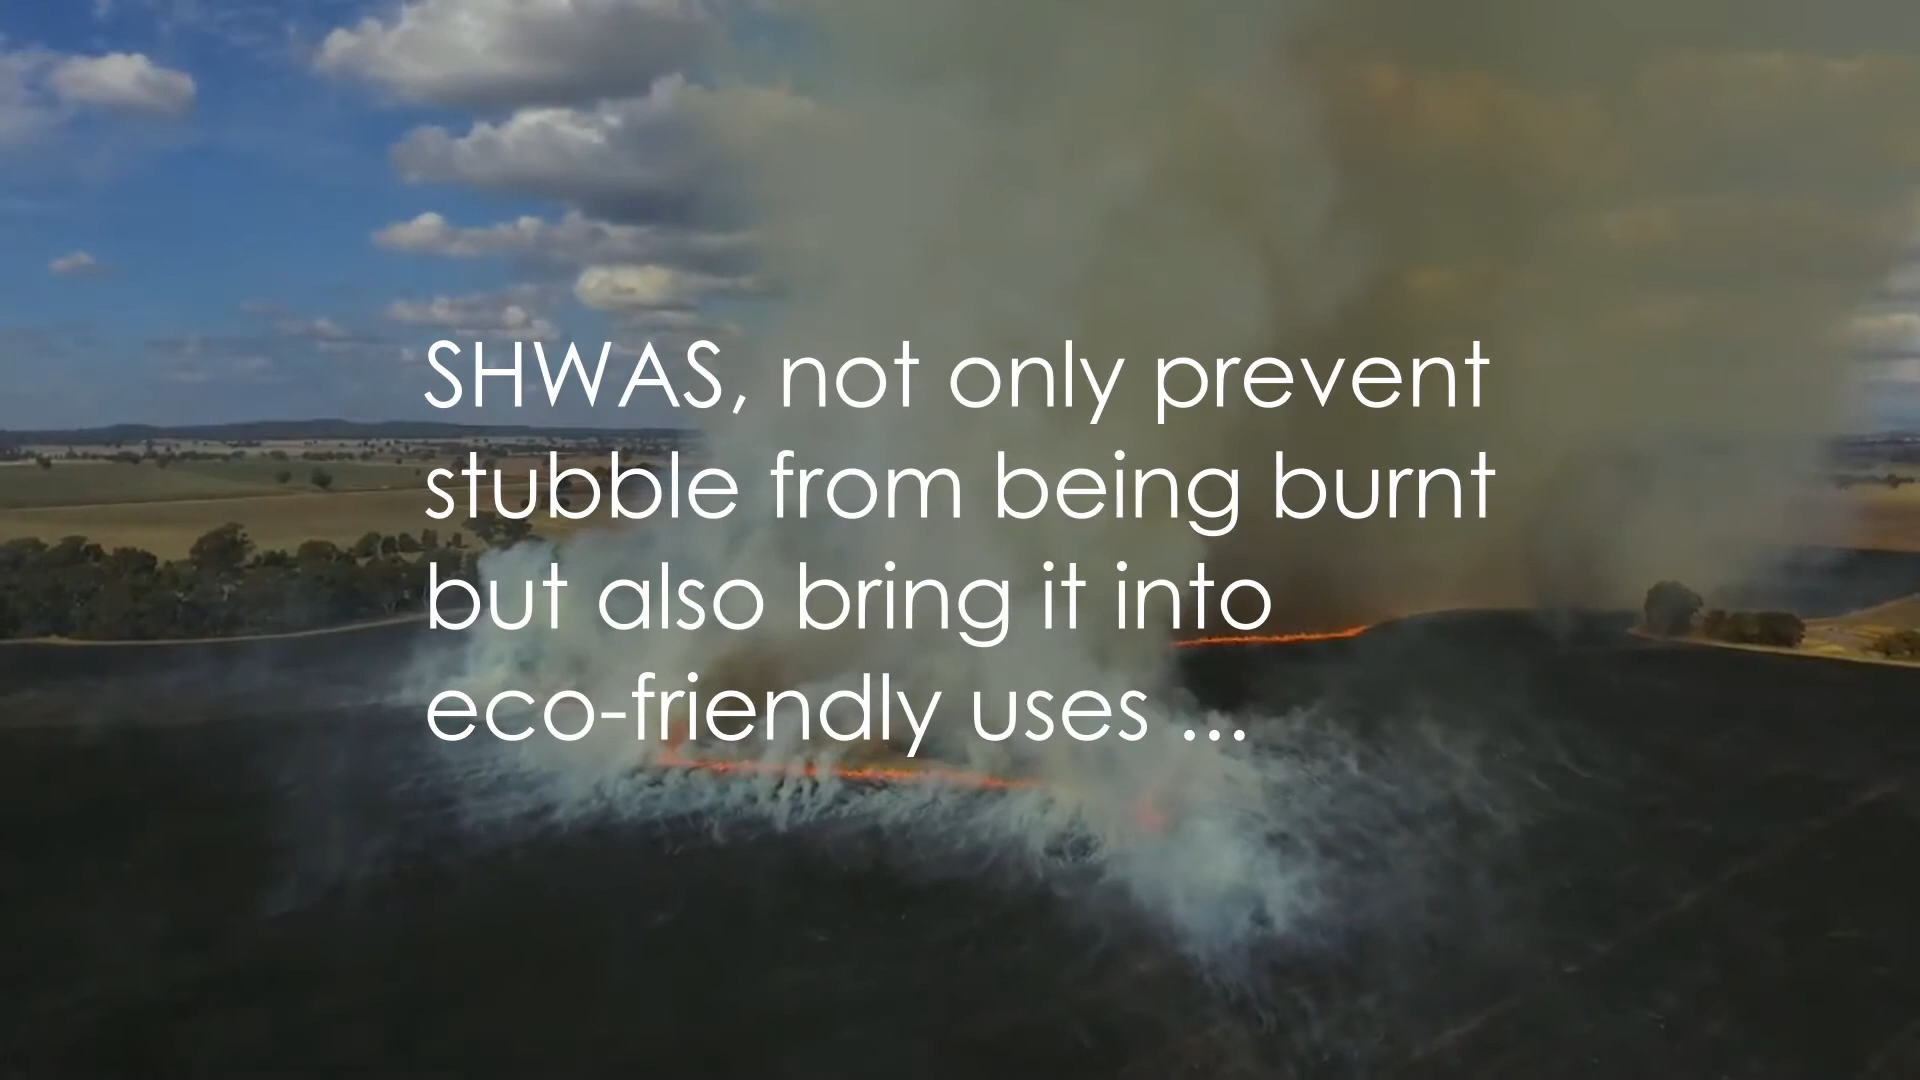 SHWAS, not only prevent
stubble from being burnt
but also bring it into
eco-friendly uses ...